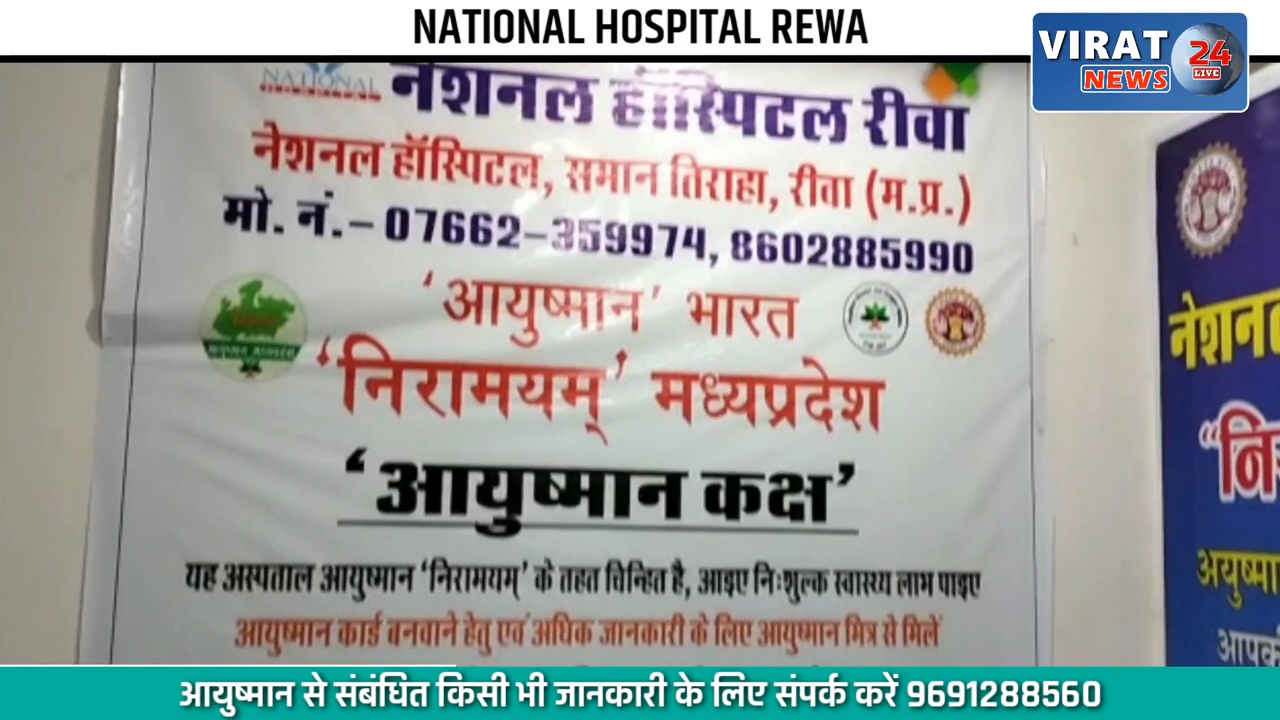 NATIONAL HOSPITAL REWA
VIRAT
24
NEWS
LIVE
NATIONAL
नेशनल हॉस्पिटल रीवा
नेशनल हॉस्पिटल, समान तिराहा, रीवा (म.प्र.)
मो. नं.– 07662–359974, 8602885990
‘आयुष्मान’ भारत
‘निरामयम्’ मध्यप्रदेश
‘आयुष्मान कक्ष’
यह अस्पताल आयुष्मान ‘निरामयम्’ के तहत चिन्हित है, आइए निःशुल्क स्वास्थ्य लाभ पाइए
आयुष्मान कार्ड बनवाने हेतु एवं अधिक जानकारी के लिए आयुष्मान मित्र से मिलें
नेशनल
“नि
अयुष्मा
आपकी
आयुष्मान से संबंधित किसी भी जानकारी के लिए संपर्क करें 9691288560